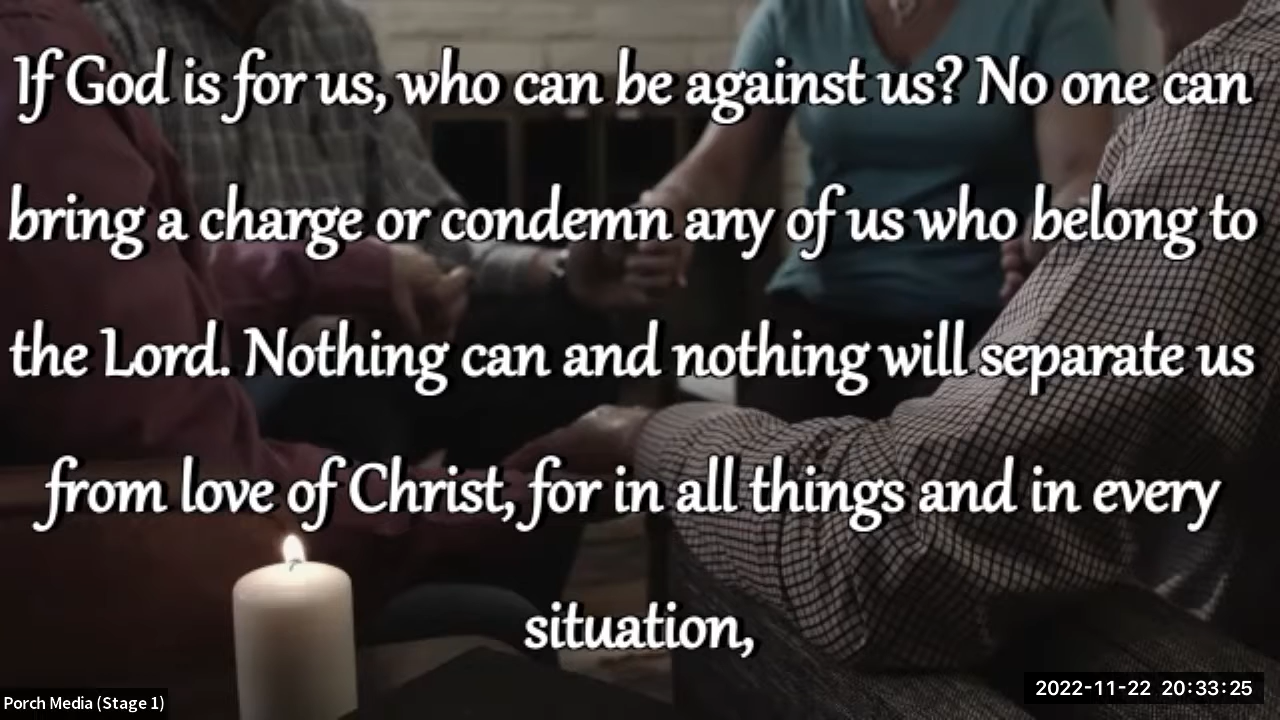 If God is for us, who can be against us? No one can
bring a charge or condemn any of us who belong to
the Lord. Nothing can and nothing will separate us
from love of Christ, for in all things and in every
situation,
Porch Media (Stage 1)
2022-11-22 20:33:25